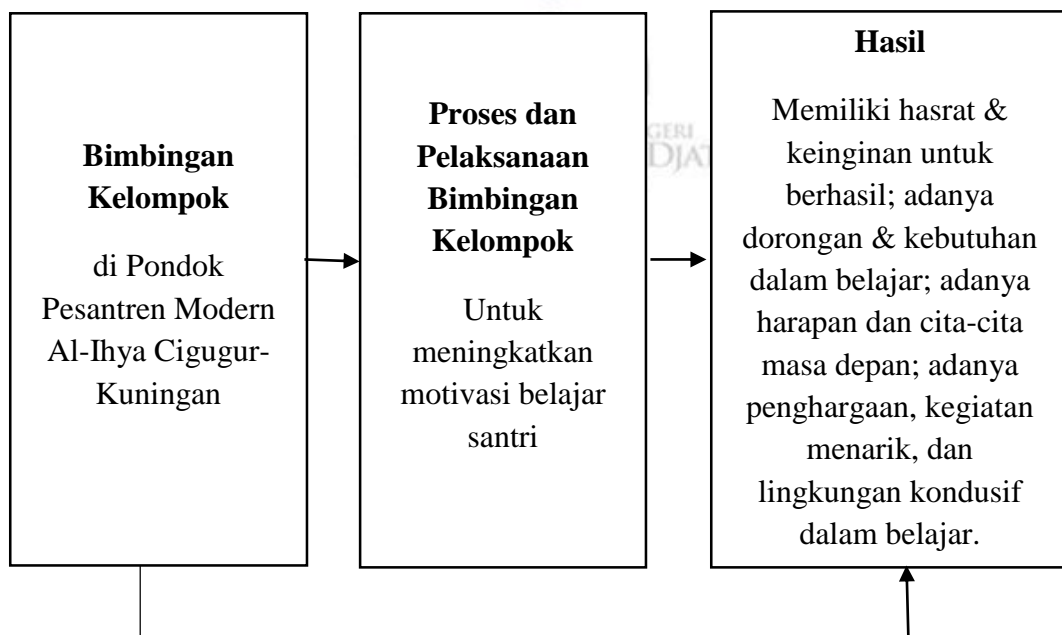 Bimbingan
Kelompok
di Pondok
Pesantren Modern
Al-Ihya Cigugur-
Kuningan
Proses dan
Pelaksanaan
Bimbingan
Kelompok
Untuk
meningkatkan
motivasi belajar
santri
Hasil
Memiliki hasrat &
keinginan untuk
berhasil; adanya
dorongan & kebutuhan
dalam belajar; adanya
harapan dan cita-cita
masa depan; adanya
penghargaan, kegiatan
menarik, dan
lingkungan kondusif
dalam belajar.